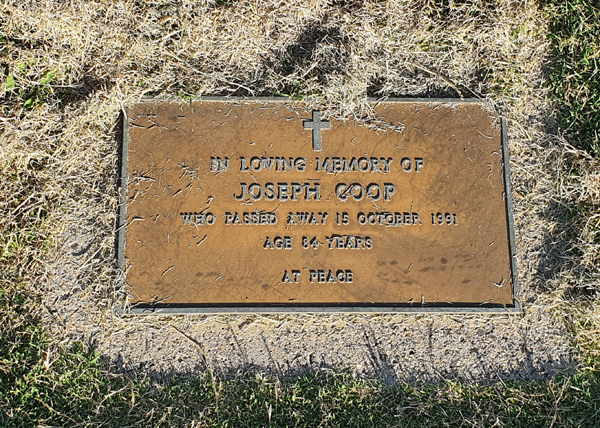 IN LOVING MEMORY OF
JOSEPH COOP
WHO PASSED AWAY 15 OCTOBER 1991
AGE 84 YEARS
AT PEACE